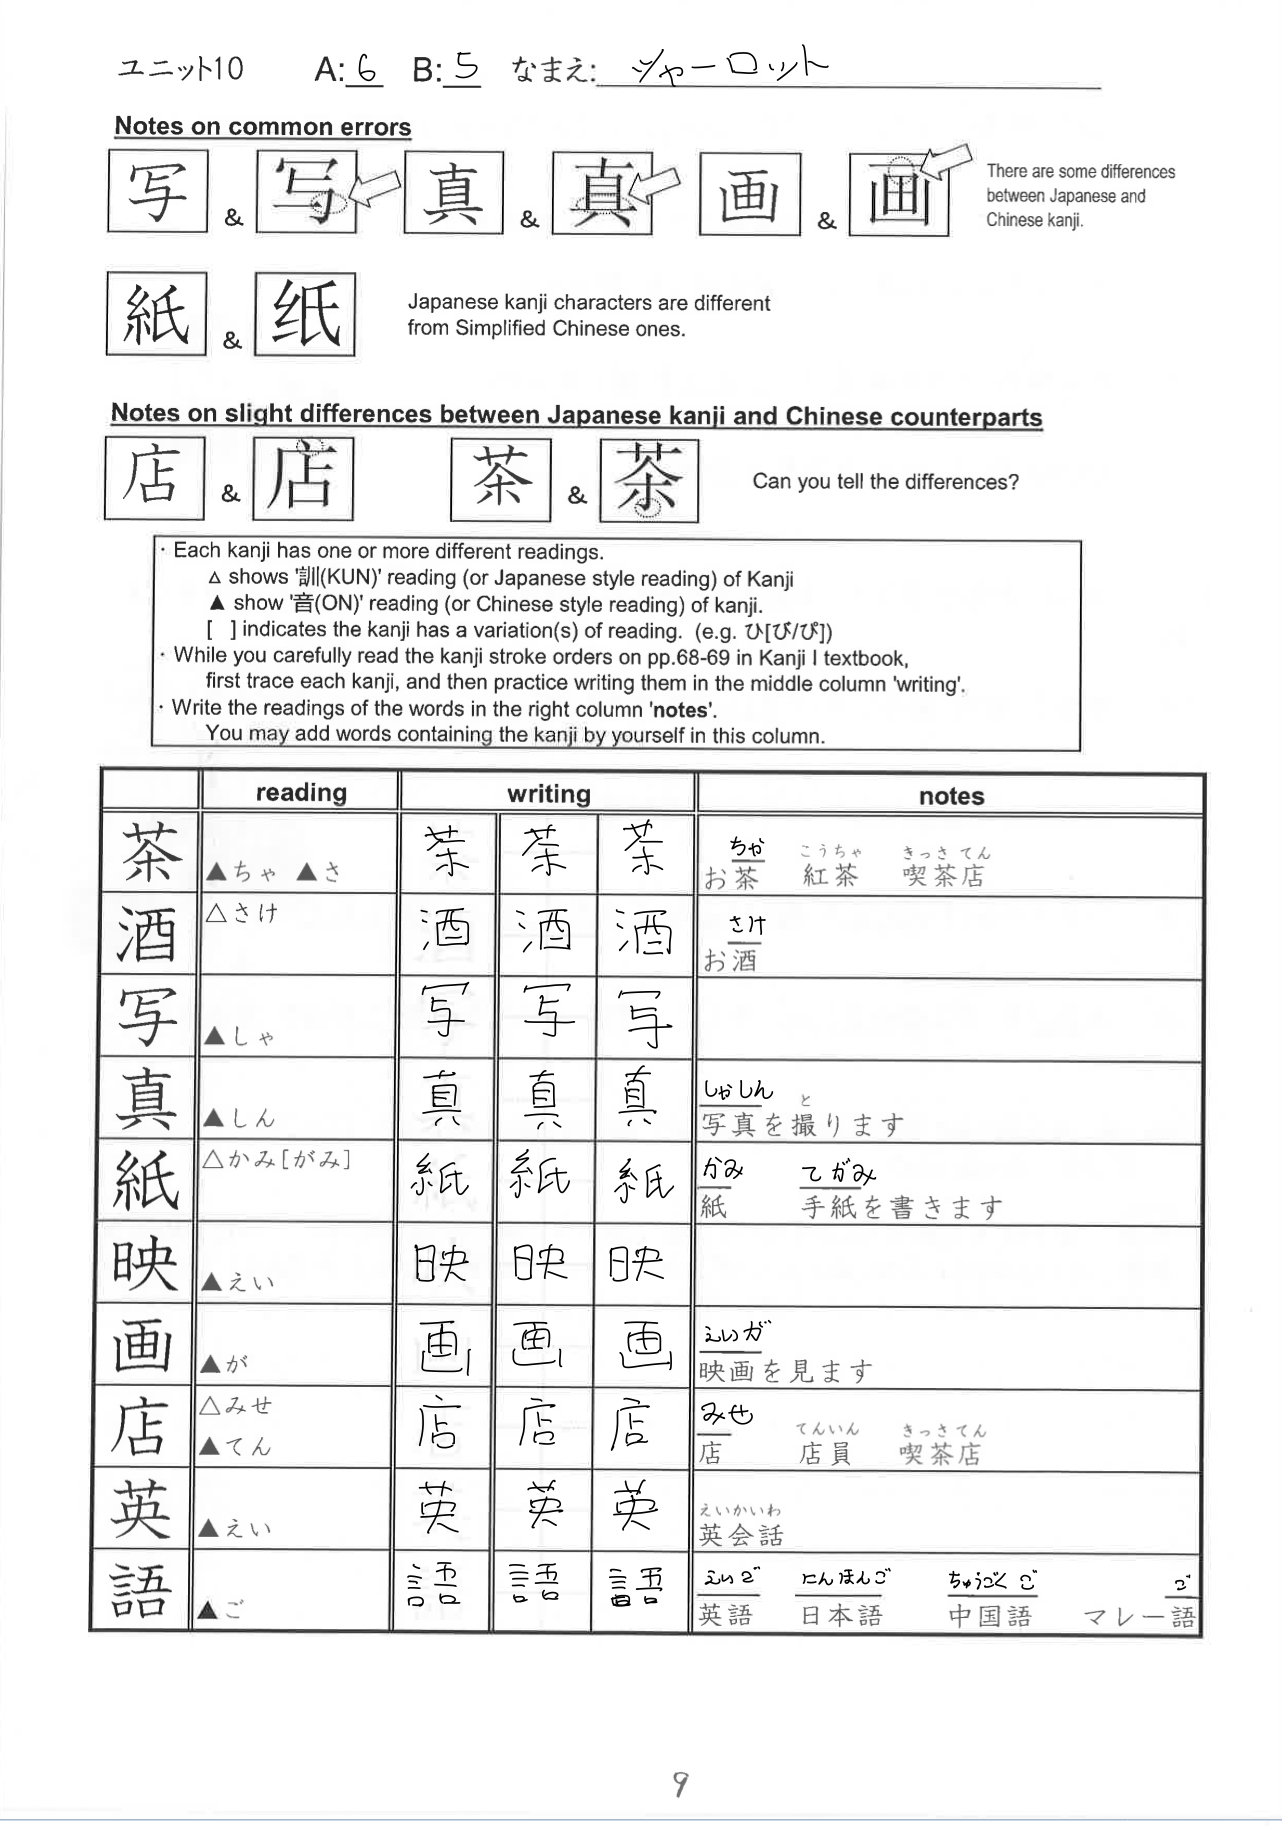 ユニット10 A: 6 B: 5 なまえ: シャーロット
Notes on common errors
写 & 写 真 & 真 画 & 画
There are some differences
between Japanese and
Chinese kanji.
紙 & 纸
Japanese kanji characters are different
from Simplified Chinese ones.
Notes on slight differences between Japanese kanji and Chinese counterparts
店 & 店 茶 & 茶 Can you tell the differences?
· Each kanji has one or more different readings.
△ shows '訓(KUN)' reading (or Japanese style reading) of Kanji
▲ show '音(ON)' reading (or Chinese style reading) of kanji.
[ ] indicates the kanji has a variation(s) of reading. (e.g. ひ[び/ぴ])
· While you carefully read the kanji stroke orders on pp.68-69 in Kanji I textbook,
first trace each kanji, and then practice writing them in the middle column 'writing'.
· Write the readings of the words in the right column 'notes'.
You may add words containing the kanji by yourself in this column.
reading writing notes
ちゃ こうちゃ きっさてん
茶 ▲ちゃ ▲さ 茶 茶 茶 お茶 紅茶 喫茶店
△さけ さけ
酒 酒 酒 酒 お酒
写 ▲しゃ 写 写 写
しゃしん と
真 ▲しん 真 真 真 写真を撮ります
△かみ[がみ] かみ てがみ
紙 紙 紙 紙 紙 手紙を書きます
映 ▲えい 映 映 映
えいが
画 ▲が 画 画 画 映画を見ます
△みせ みせ てんいん きっさてん
店 ▲てん 店 店 店 店 店員 喫茶店
えいかいわ
英 ▲えい 英 英 英 英会話
えいご にほんご ちゅうごくご ご
語 ▲ご 語 語 語 英語 日本語 中国語 マレー語
9